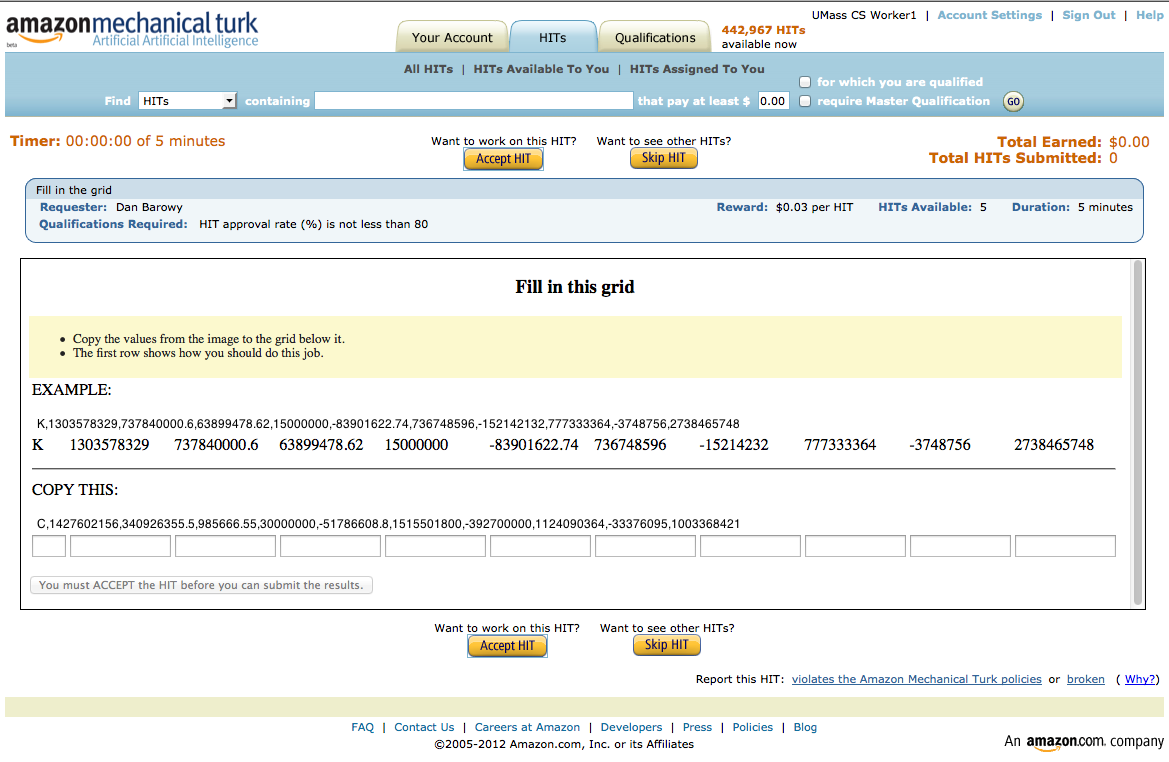 amazonmechanical turk
beta
Artificial Artificial Intelligence
Your Account
HITs
Qualifications
442,967 HITs
available now
UMass CS Worker1 | Account Settings | Sign Out | Help
All HITs | HITs Available To You | HITs Assigned To You
Find HITs containing that pay at least $ 0.00
for which you are qualified
require Master Qualification
GO
Timer: 00:00:00 of 5 minutes
Want to work on this HIT? Want to see other HITs?
Accept HIT Skip HIT
Total Earned: $0.00
Total HITs Submitted: 0
Fill in the grid
Requester: Dan Barowy Reward: $0.03 per HIT HITs Available: 5 Duration: 5 minutes
Qualifications Required: HIT approval rate (%) is not less than 80
Fill in this grid
• Copy the values from the image to the grid below it.
• The first row shows how you should do this job.
EXAMPLE:
K,1303578329,737840000.6,63899478.62,15000000,-83901622.74,736748596,-152142132,777333364,-3748756,2738465748
K 1303578329 737840000.6 63899478.62 15000000 -83901622.74 736748596 -15214232 777333364 -3748756 2738465748
COPY THIS:
C,1427602156,340926355.5,985666.55,30000000,-51786608.8,1515501800,-392700000,1124090364,-33376095,1003368421
You must ACCEPT the HIT before you can submit the results.
Want to work on this HIT? Want to see other HITs?
Accept HIT Skip HIT
Report this HIT: violates the Amazon Mechanical Turk policies or broken ( Why?)
FAQ | Contact Us | Careers at Amazon | Developers | Press | Policies | Blog
©2005-2012 Amazon.com, Inc. or its Affiliates
An amazon.com. company